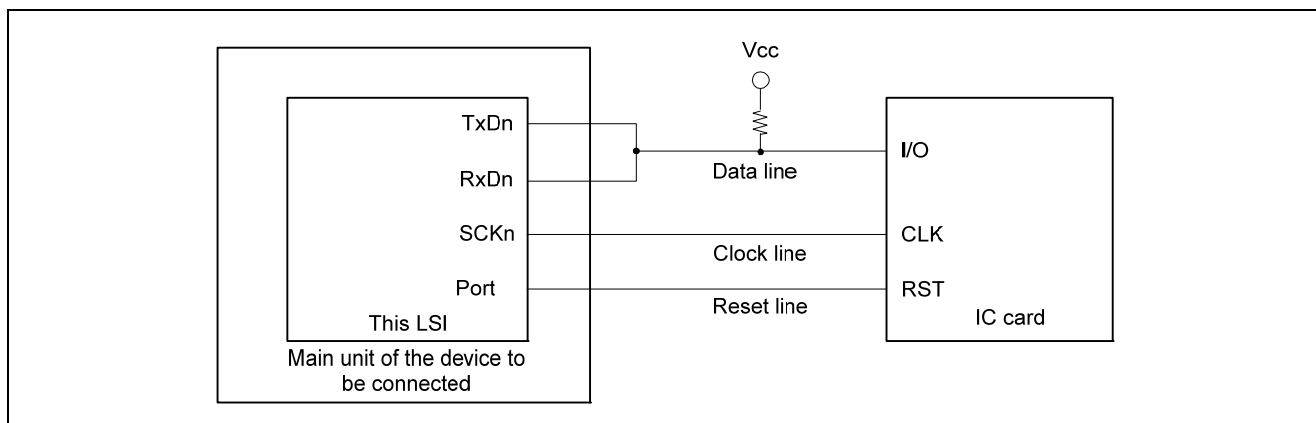 Vcc
TxDn
I/O
Data line
RxDn
SCKn
CLK
Clock line
Port
RST
Reset line
This LSI
IC card
Main unit of the device to
be connected